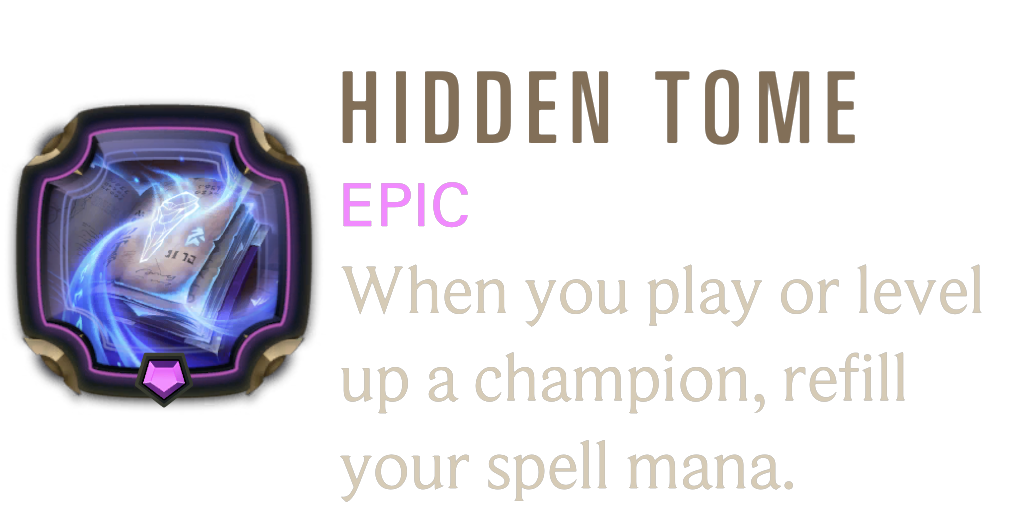 HIDDEN TOME
EPIC
When you play or level
up a champion, refill
your spell mana.